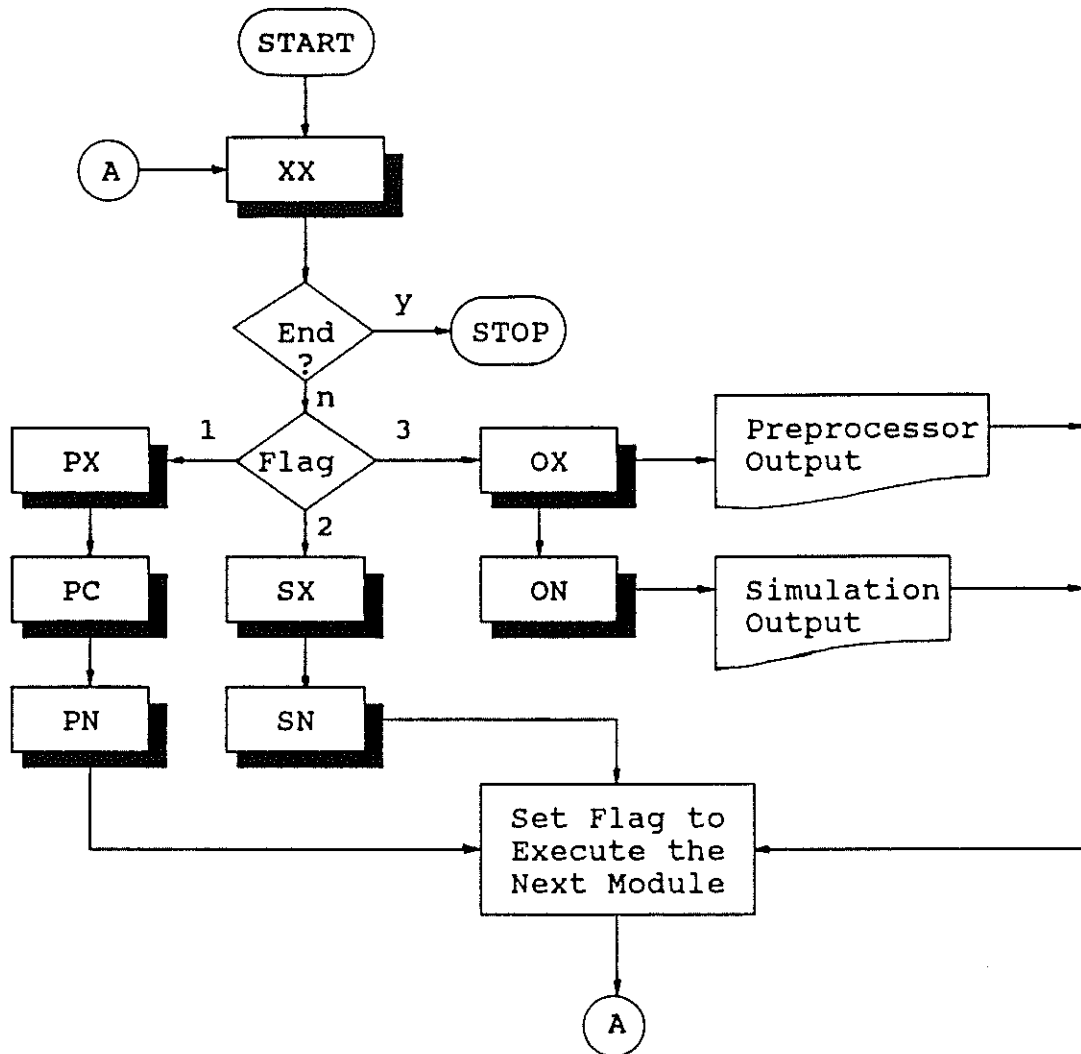 START
A
XX
y
End
?
STOP
n
1
3
PX
Flag
OX
Preprocessor
Output
2
PC
SX
ON
Simulation
Output
PN
SN
Set Flag to
Execute the
Next Module
A